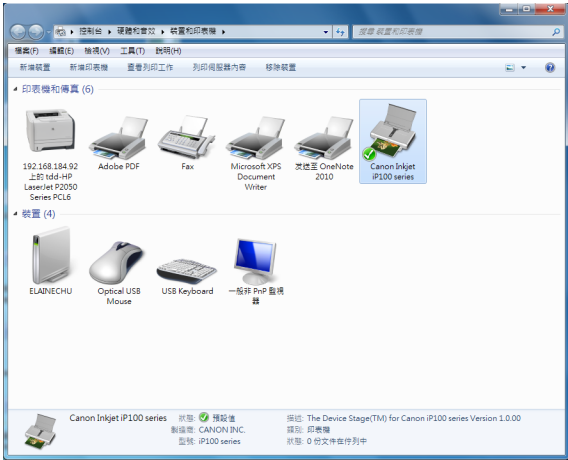 控制台 ▸ 硬體和音效 ▸ 裝置和印表機
搜尋 裝置和印表機
檔案(F) 編輯(E) 檢視(V) 工具(T) 說明(H)
新增裝置 新增印表機 查看列印工作 列印伺服器內容 移除裝置
印表機和傳真 (6)
192.168.184.92
上的 tdd-HP
LaserJet P2050
Series PCL6
Adobe PDF
Fax
Microsoft XPS
Document
Writer
发送至 OneNote
2010
Canon Inkjet
iP100 series
裝置 (4)
ELAINECHU
Optical USB
Mouse
USB Keyboard
一般非 PnP 監視
器
Canon Inkjet iP100 series
狀態: 預設值
製造商: CANON INC.
型號: iP100 series
描述: The Device Stage(TM) for Canon iP100 series Version 1.0.00
類別: 印表機
狀態: 0 份文件在佇列中